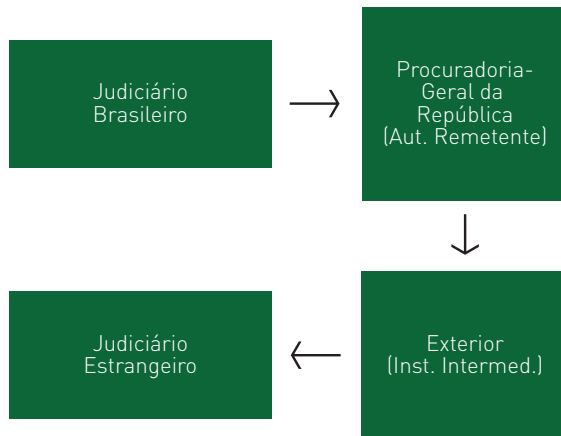 Judiciário
Brasileiro
Procuradoria-
Geral da
República
(Aut. Remetente)
Exterior
(Inst. Intermed.)
Judiciário
Estrangeiro